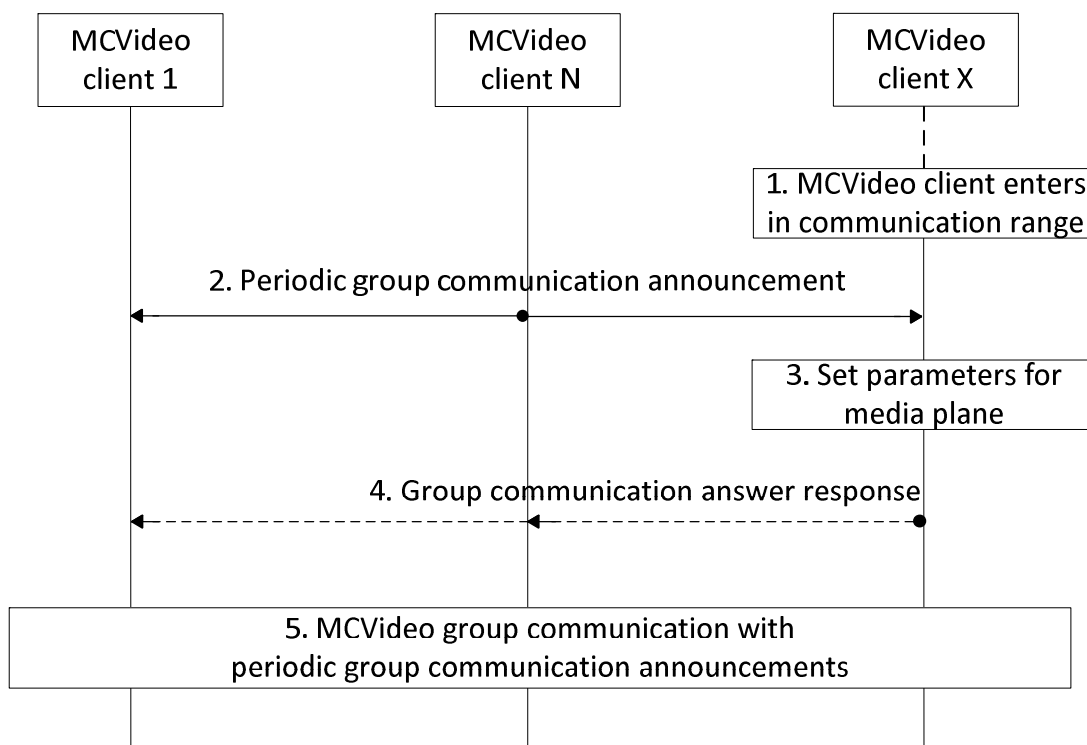 MCVideo
client 1
MCVideo
client N
MCVideo
client X
1. MCVideo client enters
in communication range
2. Periodic group communication announcement
3. Set parameters for
media plane
4. Group communication answer response
5. MCVideo group communication with
periodic group communication announcements